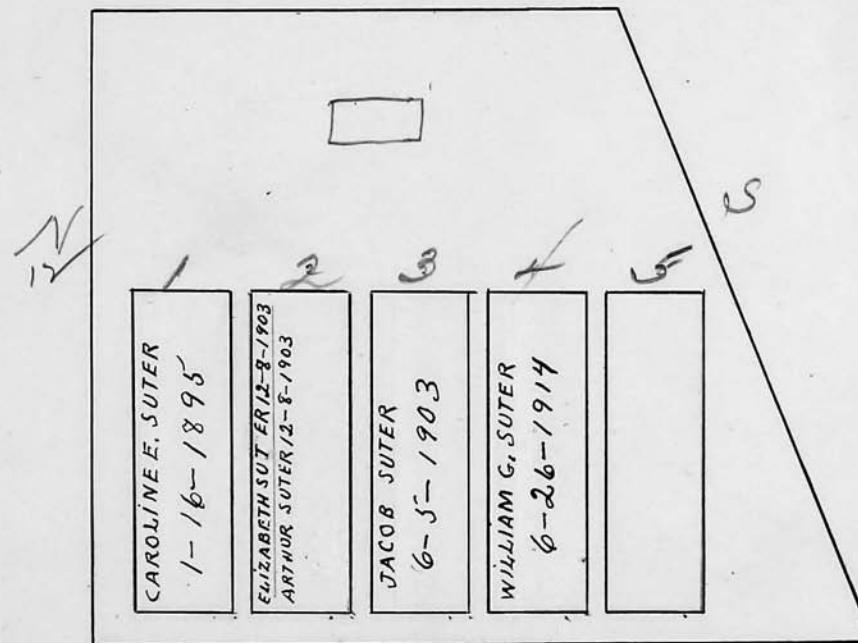 N
S
1
2
3
4
5
CAROLINE E. SUTER
1-16-1895
ELIZABETH SUTER 12-8-1903
ARTHUR SUTER 12-8-1903
JACOB SUTER
6-5-1903
WILLIAM G. SUTER
6-26-1914